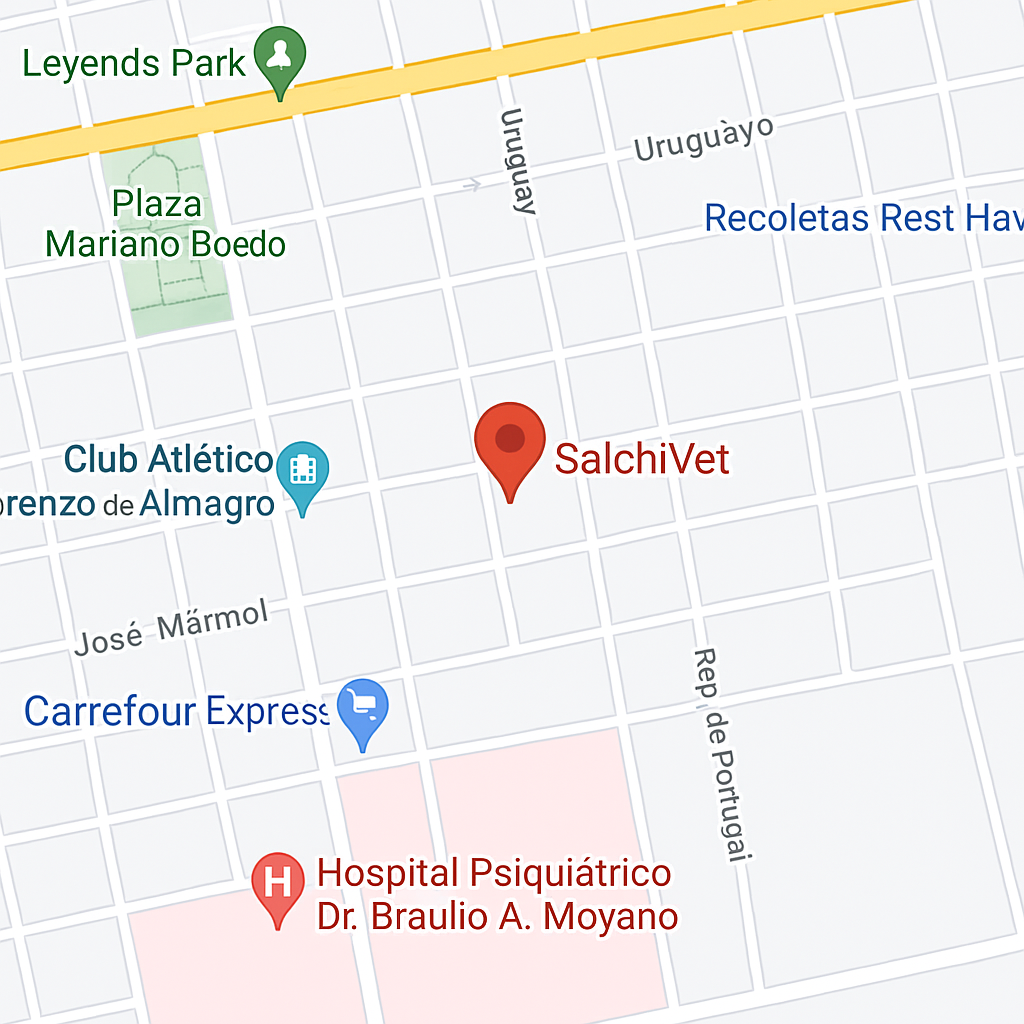 Leyends Park
Uruguay
Uruguàyo
Plaza
Mariano Boedo
Recoletas Rest Hav
Club Atlético
orenzo de Almagro
SalchiVet
José Mãrmol
Rep. de Portugai
Carrefour Express
H
Hospital Psiquiátrico
Dr. Braulio A. Moyano